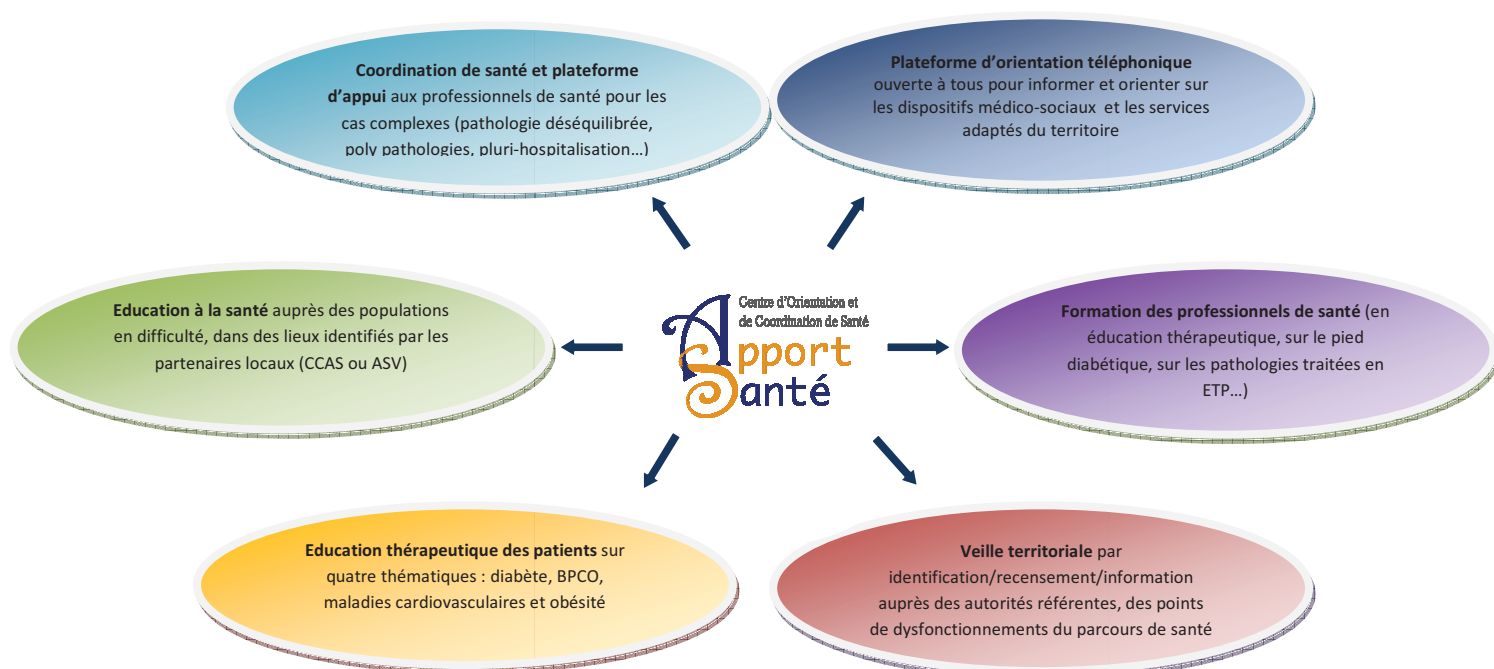 Coordination de santé et plateforme
d’appui aux professionnels de santé pour les
cas complexes (pathologie déséquilibrée,
poly pathologies, pluri-hospitalisation…)
Plateforme d’orientation téléphonique
ouverte à tous pour informer et orienter sur
les dispositifs médico-sociaux et les services
adaptés du territoire
Education à la santé auprès des populations
en difficulté, dans des lieux identifiés par les
partenaires locaux (CCAS ou ASV)
Centre d'Orientation et
de Coordination de Santé
Apport
Santé
Formation des professionnels de santé (en
éducation thérapeutique, sur le pied
diabétique, sur les pathologies traitées en
ETP…)
Education thérapeutique des patients sur
quatre thématiques : diabète, BPCO,
maladies cardiovasculaires et obésité
Veille territoriale par
identification/recensement/information
auprès des autorités référentes, des points
de dysfonctionnements du parcours de santé